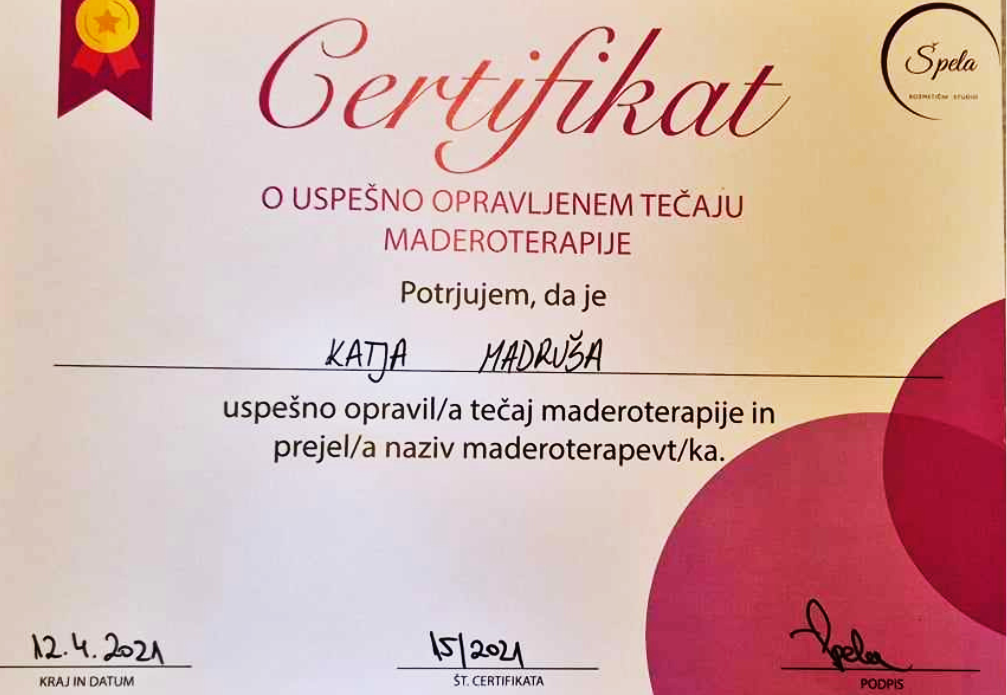 Certifikat
Špela
KOZMETIČNI STUDIO
O USPEŠNO OPRAVLJENEM TEČAJU
MADEROTERAPIJE
Potrjujem, da je
KATJA MADRUŠA
uspešno opravil/a tečaj maderoterapije in
prejel/a naziv maderoterapevt/ka.
12.4.2021
KRAJ IN DATUM
15/2021
ŠT. CERTIFIKATA
Špela
PODPIS